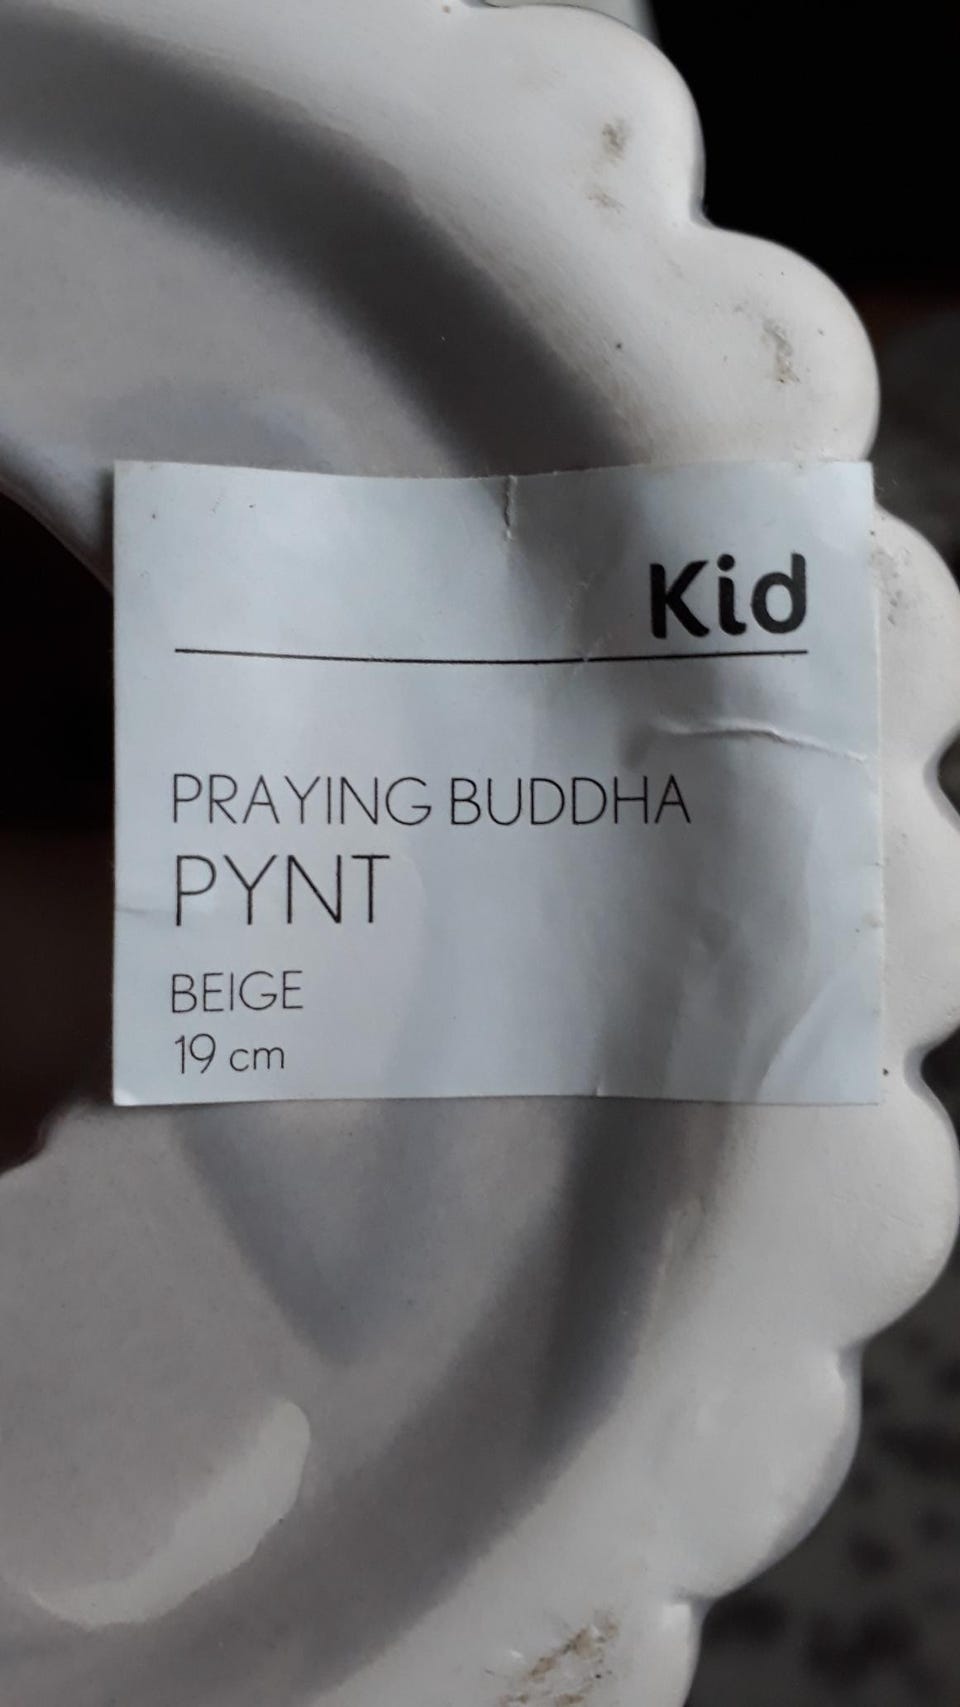 Kid
PRAYING BUDDHA
PYNT
BEIGE
19 cm